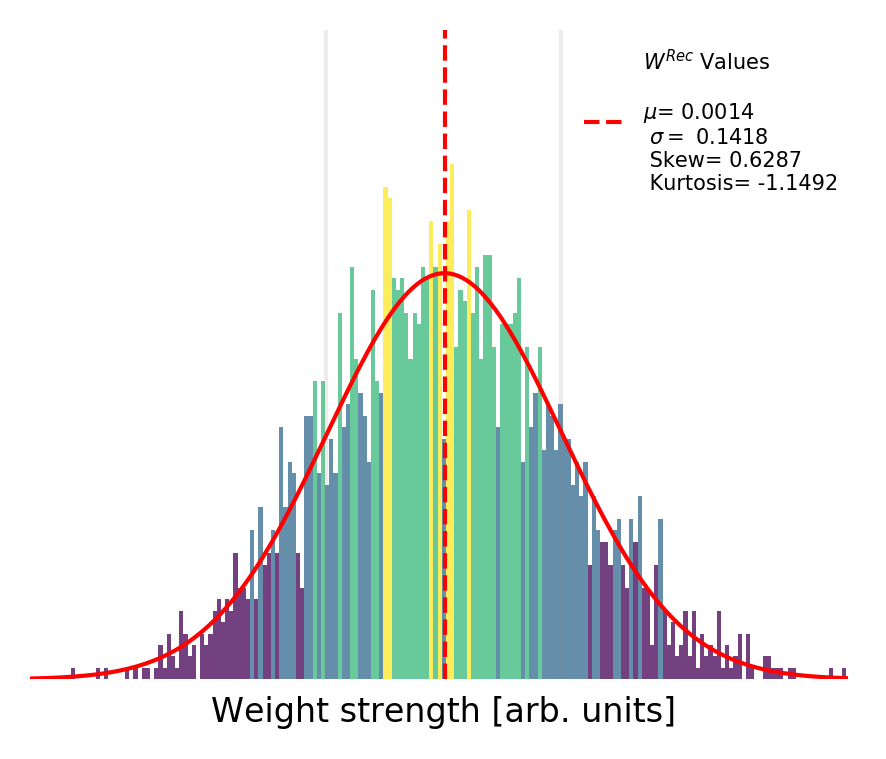 W^{Rec} Values
μ= 0.0014
σ = 0.1418
Skew= 0.6287
Kurtosis= -1.1492
Weight strength [arb. units]